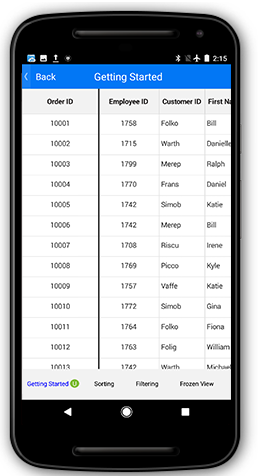 2:15
Back Getting Started
Order ID Employee ID Customer ID First Na
10001 1758 Folko Bill
10002 1715 Warth Danielle
10003 1799 Merep Ralph
10004 1770 Frans Daniel
10005 1742 Simob Katie
10006 1742 Merep Bill
10007 1708 Riscu Irene
10008 1769 Picco Kyle
10009 1757 Vaffe Katie
10010 1772 Simob Gina
10011 1764 Folko Fiona
10012 1763 Folig William
10013 1742 Warth Michael
Getting Started U Sorting Filtering Frozen View